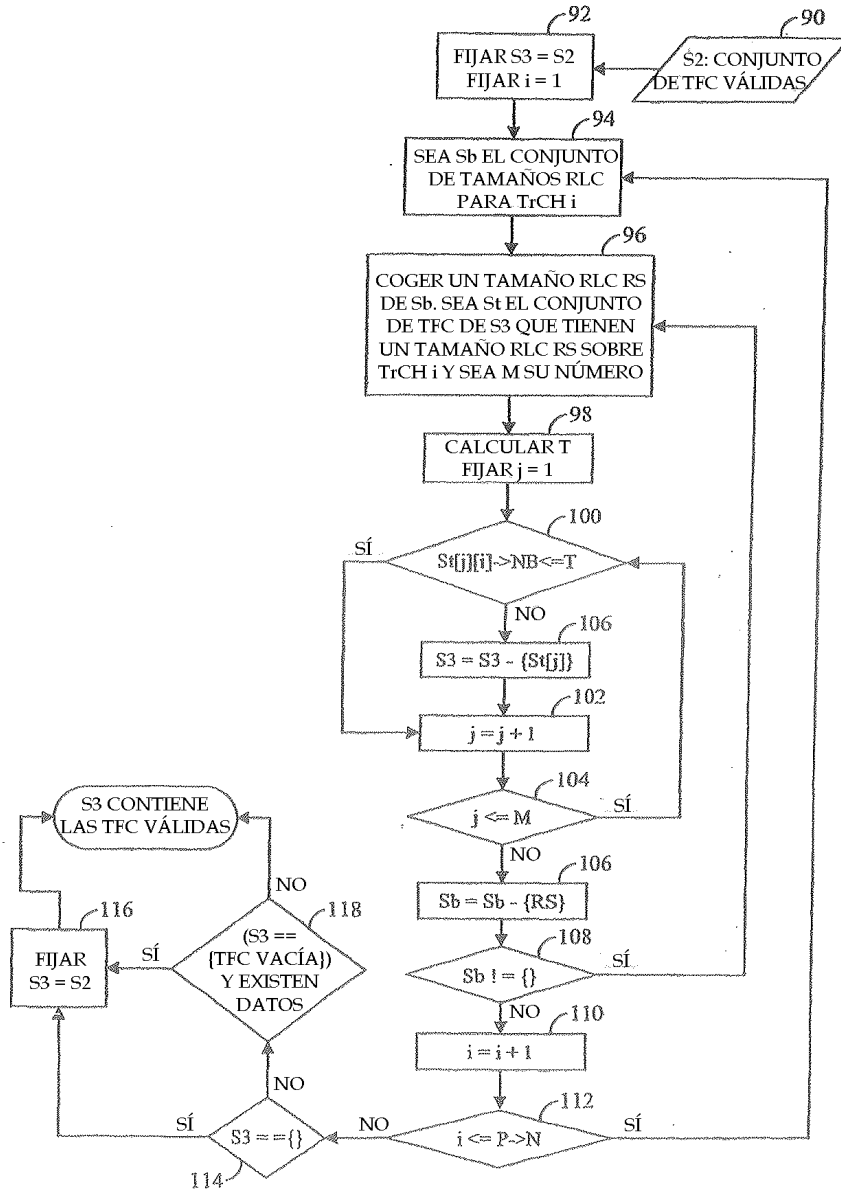 92
FIJAR S3 = S2
FIJAR i = 1
90
S2: CONJUNTO
DE TFC VÁLIDAS
94
SEA Sb EL CONJUNTO
DE TAMAÑOS RLC
PARA TrCH i
96
COGER UN TAMAÑO RLC RS
DE Sb. SEA St EL CONJUNTO
DE TFC DE S3 QUE TIENEN
UN TAMAÑO RLC RS SOBRE
TrCH i Y SEA M SU NÚMERO
98
CALCULAR T
FIJAR j = 1
100
SÍ
St[j][i]->NB<=T
NO
106
S3 = S3 - {St[j]}
102
j = j + 1
104
j <= M
SÍ
NO
106
Sb = Sb - {RS}
108
Sb ! = {}
SÍ
NO
110
i = i + 1
112
i <= P->N
SÍ
NO
S3 = = {}
114
SÍ
NO
118
(S3 ==
{TFC VACÍA})
Y EXISTEN
DATOS
SÍ
NO
116
FIJAR
S3 = S2
S3 CONTIENE
LAS TFC VÁLIDAS